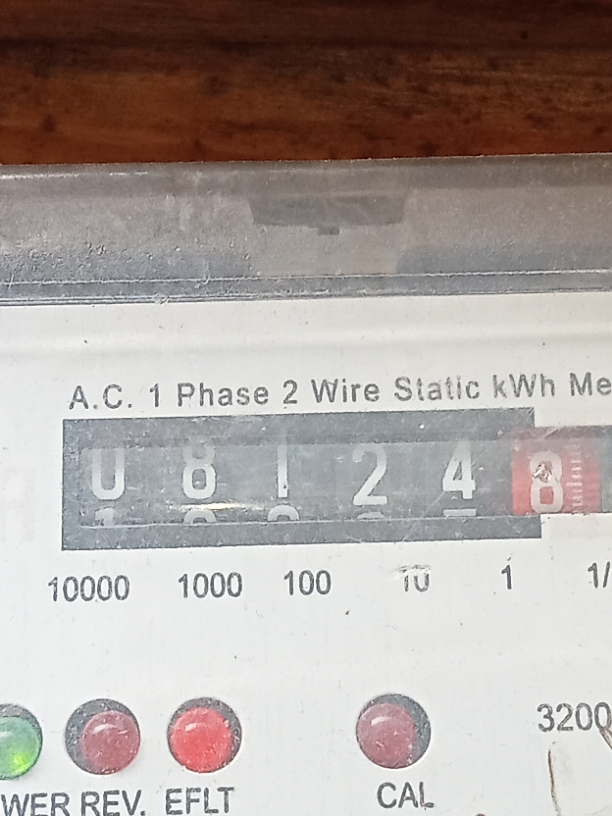 A.C. 1 Phase 2 Wire Static kWh Me
0 8 1 2 4 8
10000 1000 100 10 1 1/
3200
WER REV. EFLT CAL